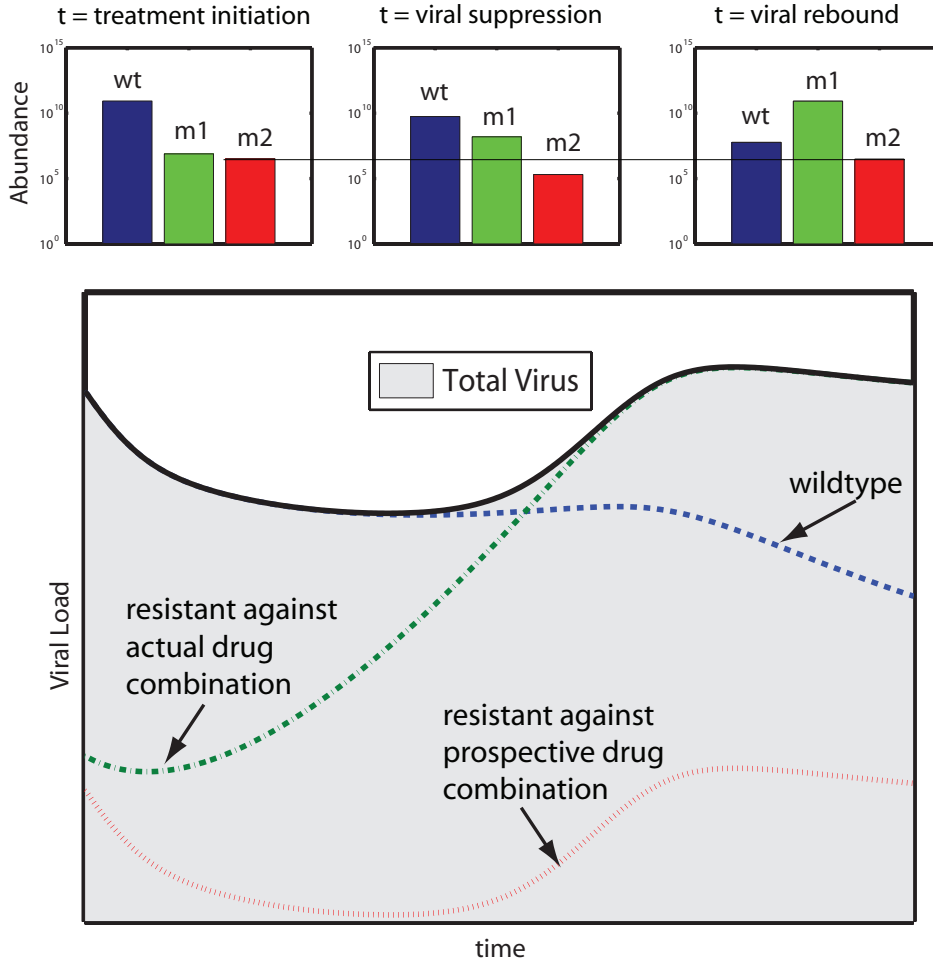 t = treatment initiation
t = viral suppression
t = viral rebound
Abundance
10^15
10^10
10^5
10^0
wt
m1
m2
10^15
10^10
10^5
10^0
wt
m1
m2
10^15
10^10
10^5
10^0
wt
m1
m2
Total Virus
wildtype
Viral Load
resistant against
actual drug
combination
resistant against
prospective drug
combination
time